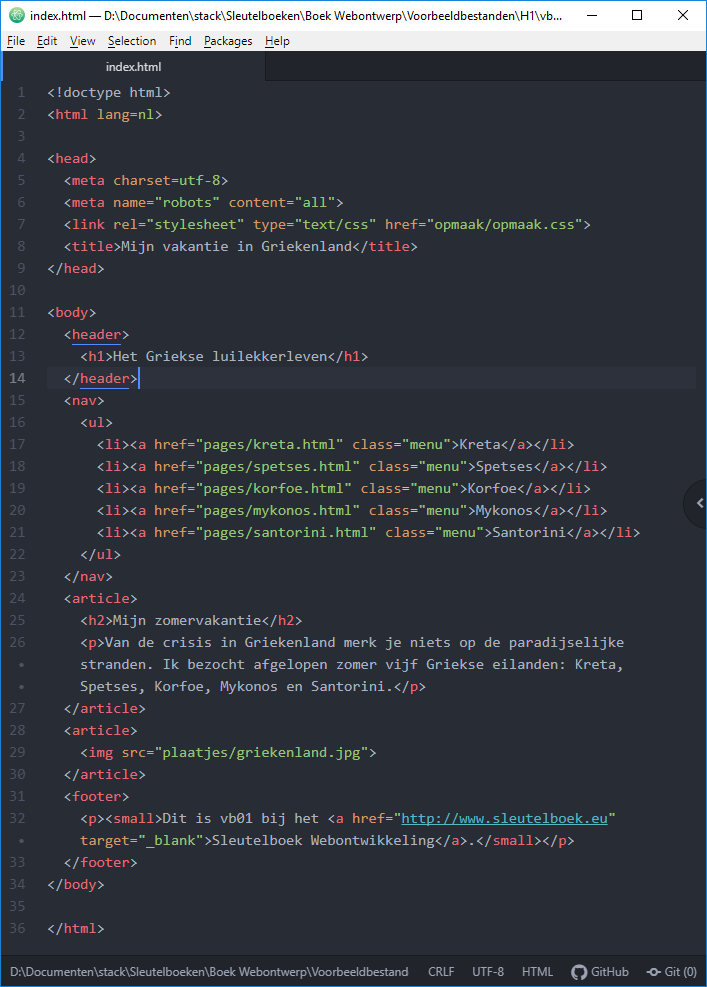 index.html — D:\Documenten\stack\Sleutelboeken\Boek Webontwerp\Voorbeeldbestanden\H1\vb...
File Edit View Selection Find Packages Help
index.html
1 <!doctype html>
2 <html lang=nl>
3
4 <head>
5 <meta charset=utf-8>
6 <meta name="robots" content="all">
7 <link rel="stylesheet" type="text/css" href="opmaak/opmaak.css">
8 <title>Mijn vakantie in Griekenland</title>
9 </head>
10
11 <body>
12 <header>
13 <h1>Het Griekse luilekkerleven</h1>
14 </header>
15 <nav>
16 <ul>
17 <li><a href="pages/kreta.html" class="menu">Kreta</a></li>
18 <li><a href="pages/spetses.html" class="menu">Spetses</a></li>
19 <li><a href="pages/korfoe.html" class="menu">Korfoe</a></li>
20 <li><a href="pages/mykonos.html" class="menu">Mykonos</a></li>
21 <li><a href="pages/santorini.html" class="menu">Santorini</a></li>
22 </ul>
23 </nav>
24 <article>
25 <h2>Mijn zomervakantie</h2>
26 <p>Van de crisis in Griekenland merk je niets op de paradijselijke
• stranden. Ik bezocht afgelopen zomer vijf Griekse eilanden: Kreta,
• Spetses, Korfoe, Mykonos en Santorini.</p>
27 </article>
28 <article>
29 <img src="plaatjes/griekenland.jpg">
30 </article>
31 <footer>
32 <p><small>Dit is vb01 bij het <a href="http://www.sleutelboek.eu"
• target="_blank">Sleutelboek Webontwikkeling</a>.</small></p>
33 </footer>
34 </body>
35
36 </html>
D:\Documenten\stack\Sleutelboeken\Boek Webontwerp\Voorbeeldbestand CRLF UTF-8 HTML GitHub Git (0)